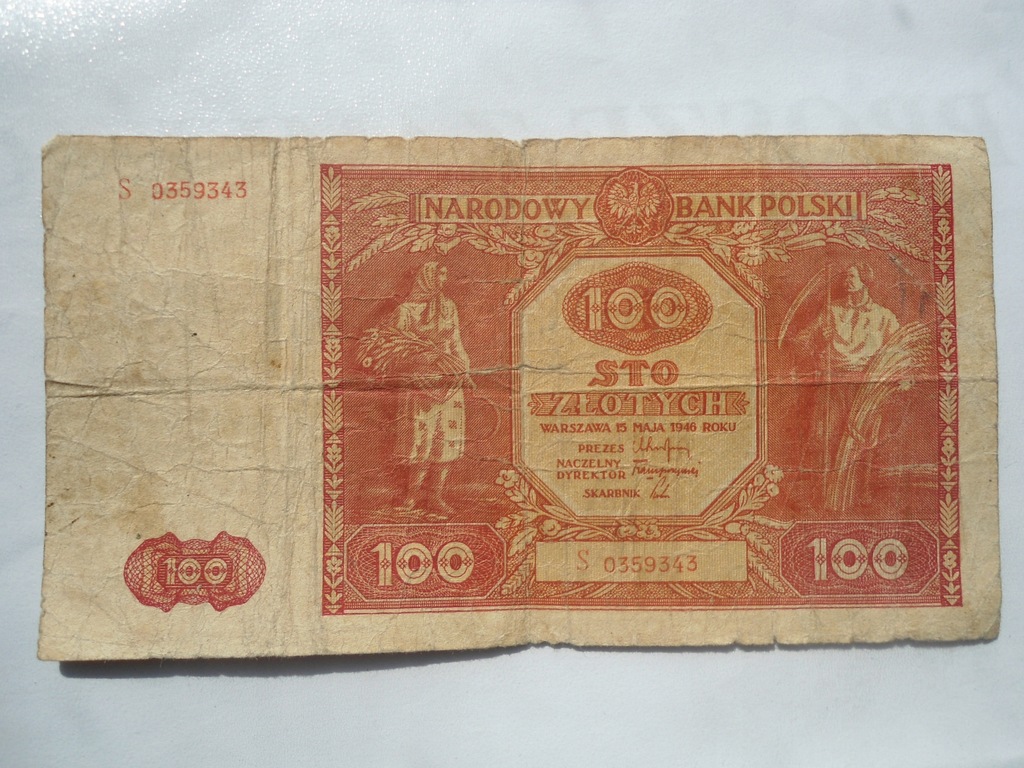 S 0359343
NARODOWY BANK POLSKI
100
STO
ZŁOTYCH
WARSZAWA 15 MAJA 1946 ROKU
PREZES
NACZELNY
DYREKTOR
SKARBNIK
100
100
S 0359343
100